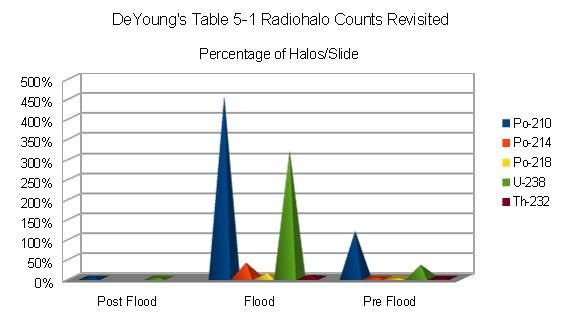 DeYoung's Table 5-1 Radiohalo Counts Revisited
Percentage of Halos/Slide
500%
450%
400%
350%
300%
250%
200%
150%
100%
50%
0%
Post Flood
Flood
Pre Flood
Po-210
Po-214
Po-218
U-238
Th-232